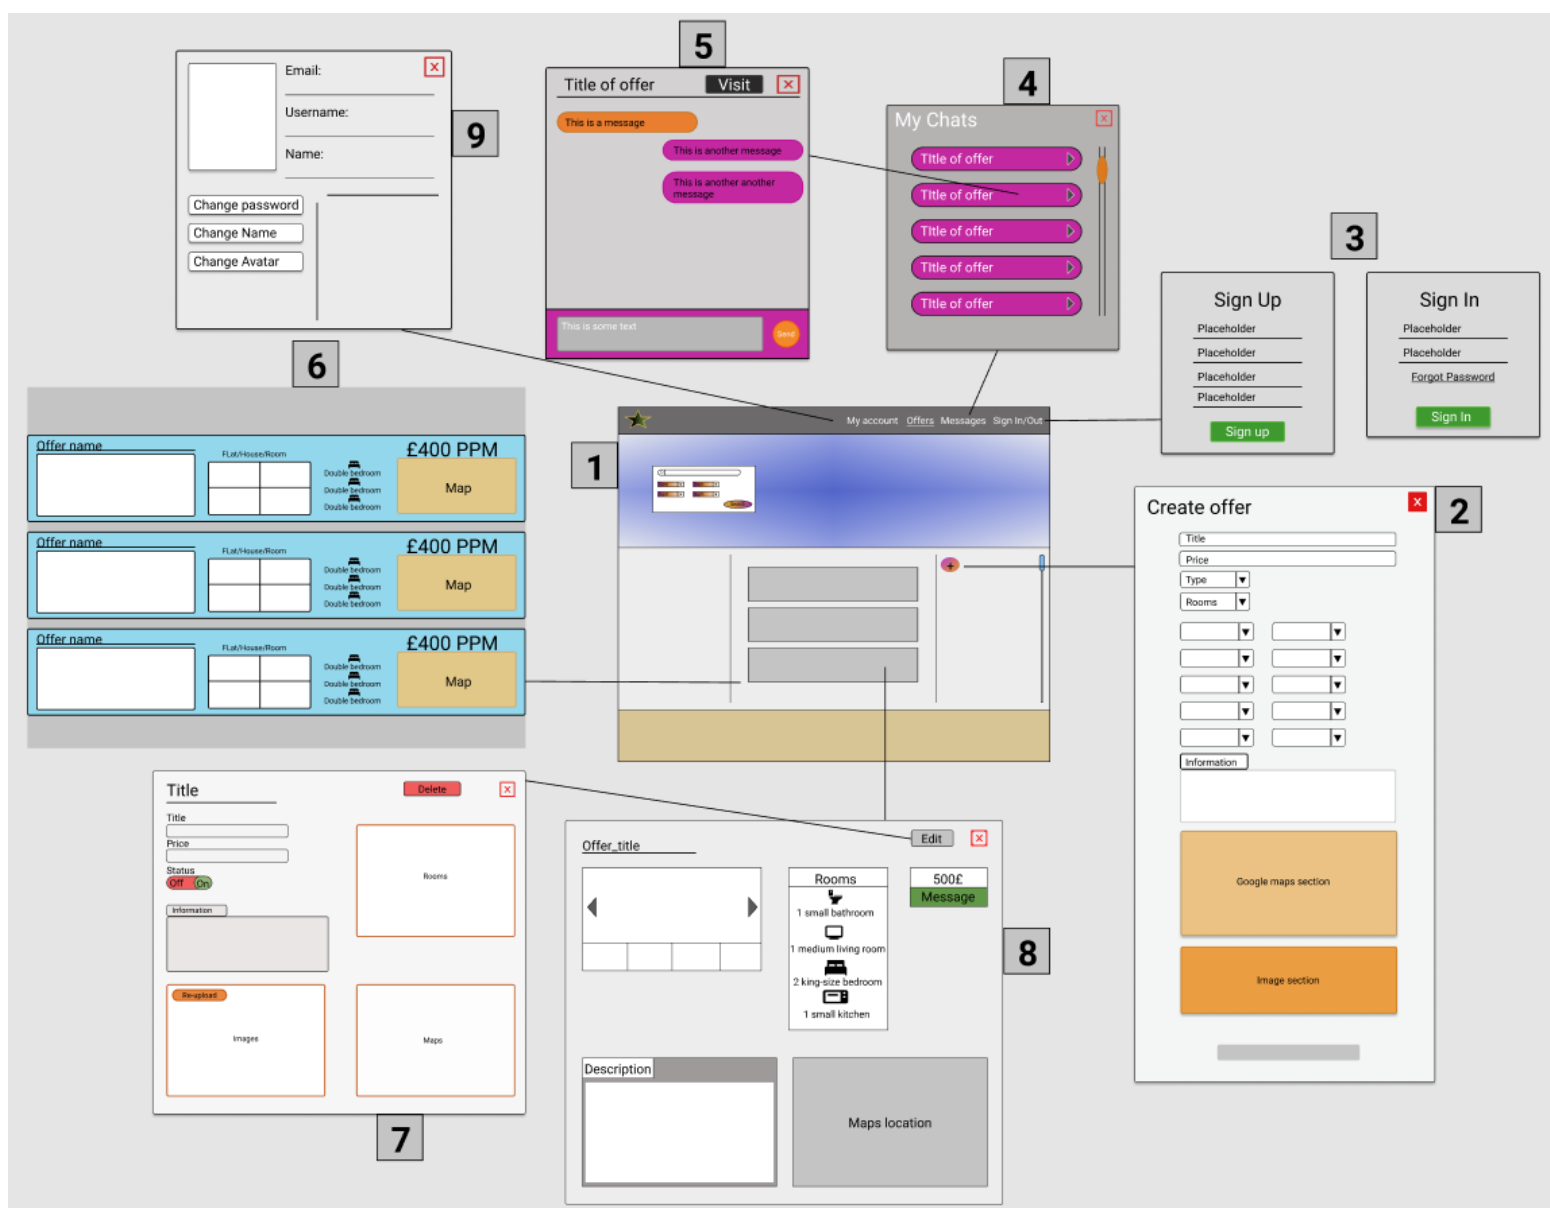 5
Title of offer
Visit
X
This is a message
This is another message
This is another another
message
This is some text
Send
4
My Chats
X
TItle of offer
TItle of offer
TItle of offer
TItle of offer
TItle of offer
X
Email:
Username:
Name:
Change password
Change Name
Change Avatar
9
3
Sign Up
Placeholder
Placeholder
Placeholder
Placeholder
Sign up
Sign In
Placeholder
Placeholder
Forgot Password
Sign In
6
Offer name
FLat/House/Room
Double bedroom
Double bedroom
Double bedroom
£400 PPM
Map
Offer name
FLat/House/Room
Double bedroom
Double bedroom
Double bedroom
£400 PPM
Map
Offer name
FLat/House/Room
Double bedroom
Double bedroom
Double bedroom
£400 PPM
Map
1
My account Offers Messages Sign In/Out
+
2
Create offer
X
Title
Price
Type
Rooms
Information
Google maps section
Image section
Title
Delete
X
Title
Price
Status
Off On
Information
Rooms
Re-upload
Images
Maps
7
Offer_title
Edit
X
Rooms
1 small bathroom
1 medium living room
2 king-size bedroom
1 small kitchen
500£
Message
Description
Maps location
8